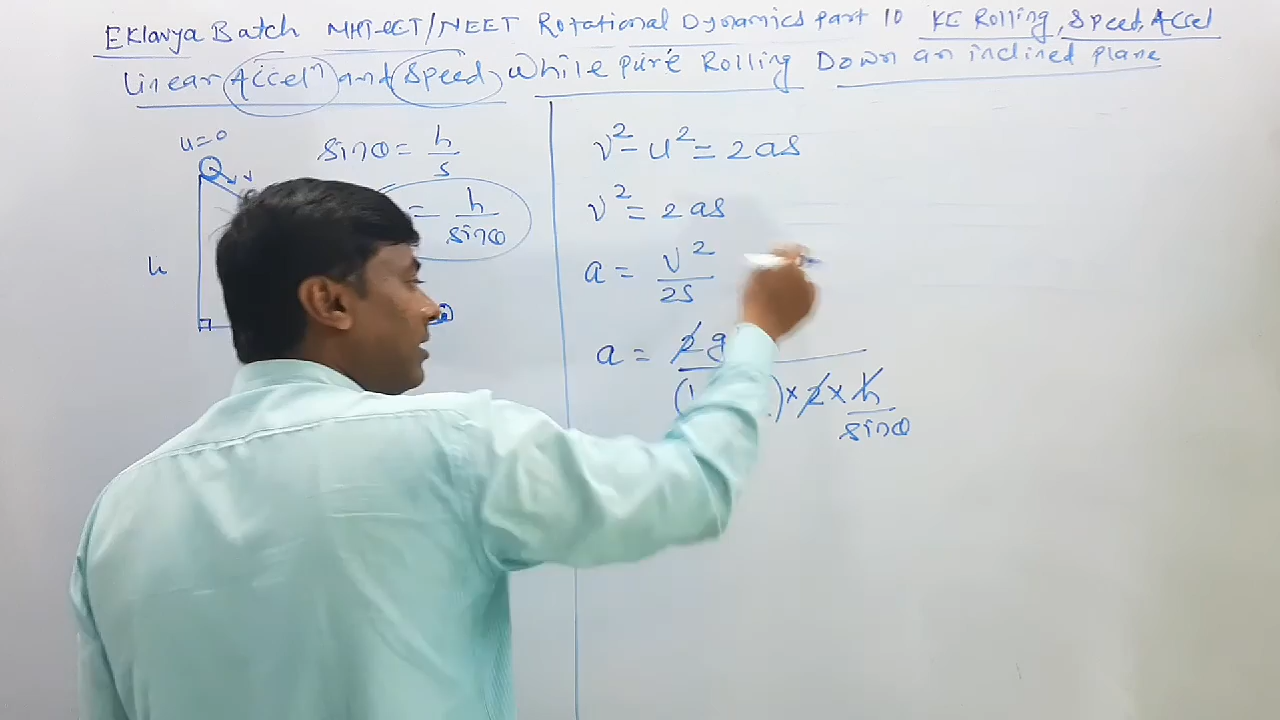 Eklavya Batch MHT-CET/NEET Rotational Dynamics Part 10 KE Rolling, Speed, Accel
Linear Accelⁿ and Speed, While pure Rolling Down an inclined plane
u=0
sinθ = h/s
= h/sinθ
h
v² - u² = 2as
v² = 2as
a = v²/2s
a = 2g
(1 ) × 2 × h/sinθ